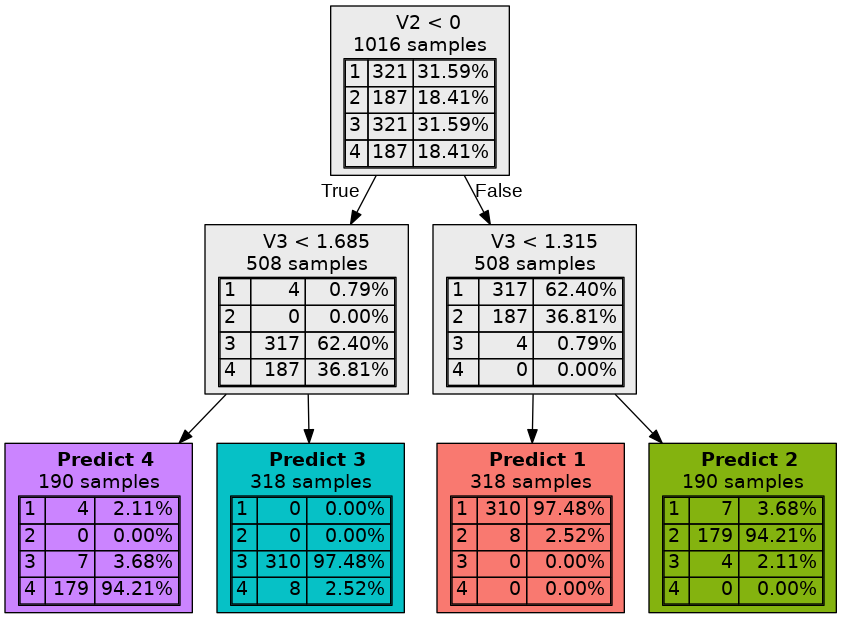 V2 < 0
1016 samples
1 321 31.59%
2 187 18.41%
3 321 31.59%
4 187 18.41%
True
False
V3 < 1.685
508 samples
1 4 0.79%
2 0 0.00%
3 317 62.40%
4 187 36.81%
V3 < 1.315
508 samples
1 317 62.40%
2 187 36.81%
3 4 0.79%
4 0 0.00%
Predict 4
190 samples
1 4 2.11%
2 0 0.00%
3 7 3.68%
4 179 94.21%
Predict 3
318 samples
1 0 0.00%
2 0 0.00%
3 310 97.48%
4 8 2.52%
Predict 1
318 samples
1 310 97.48%
2 8 2.52%
3 0 0.00%
4 0 0.00%
Predict 2
190 samples
1 7 3.68%
2 179 94.21%
3 4 2.11%
4 0 0.00%